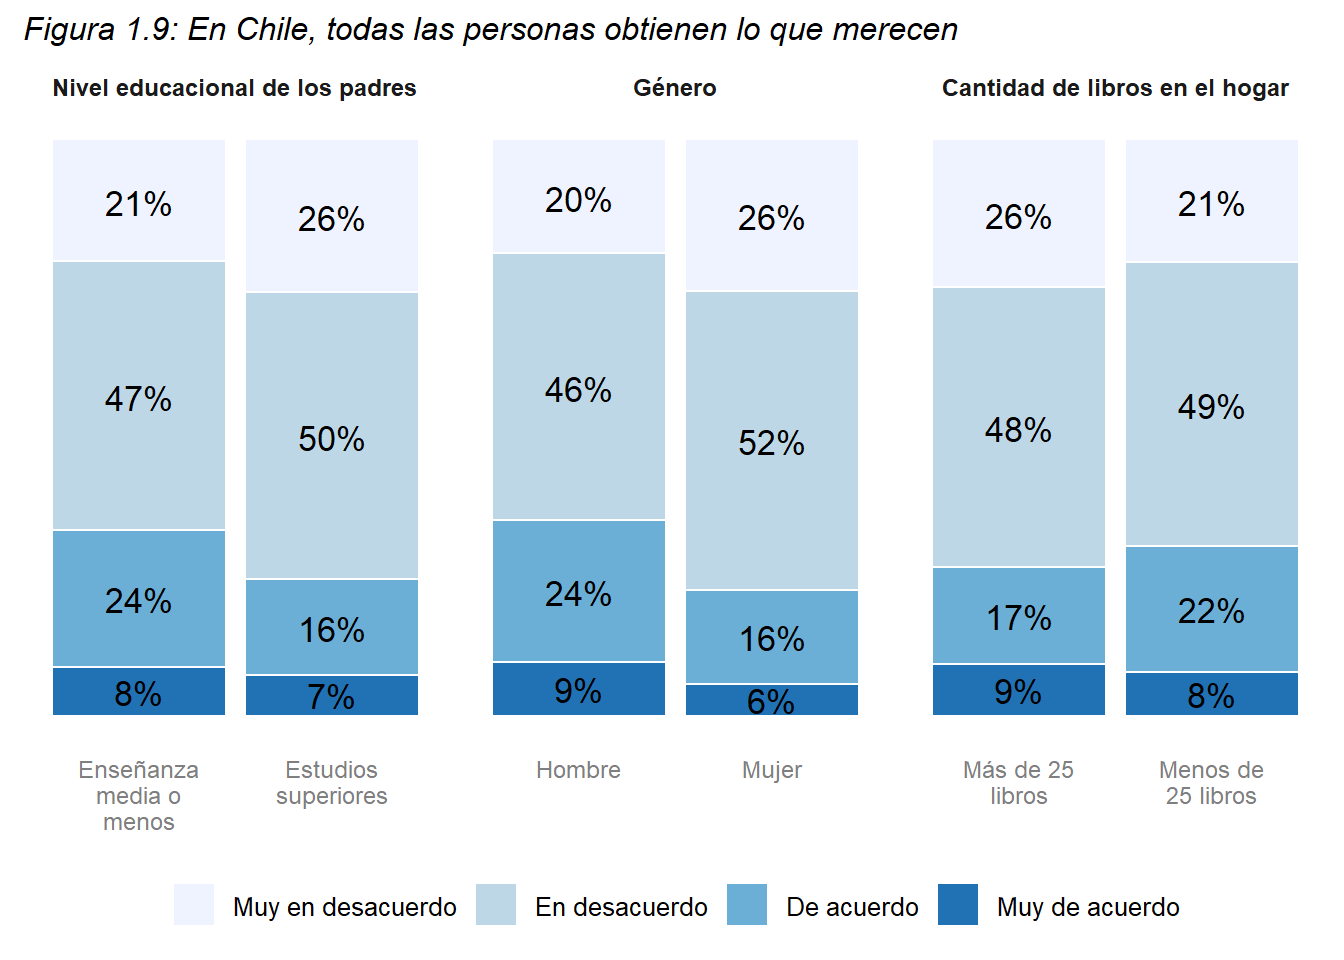 Figura 1.9: En Chile, todas las personas obtienen lo que merecen
Nivel educacional de los padres
Género
Cantidad de libros en el hogar
21%
26%
20%
26%
26%
21%
47%
50%
46%
52%
48%
49%
24%
16%
24%
16%
17%
22%
8%
7%
9%
6%
9%
8%
Enseñanza
media o
menos
Estudios
superiores
Hombre
Mujer
Más de 25
libros
Menos de
25 libros
Muy en desacuerdo
En desacuerdo
De acuerdo
Muy de acuerdo